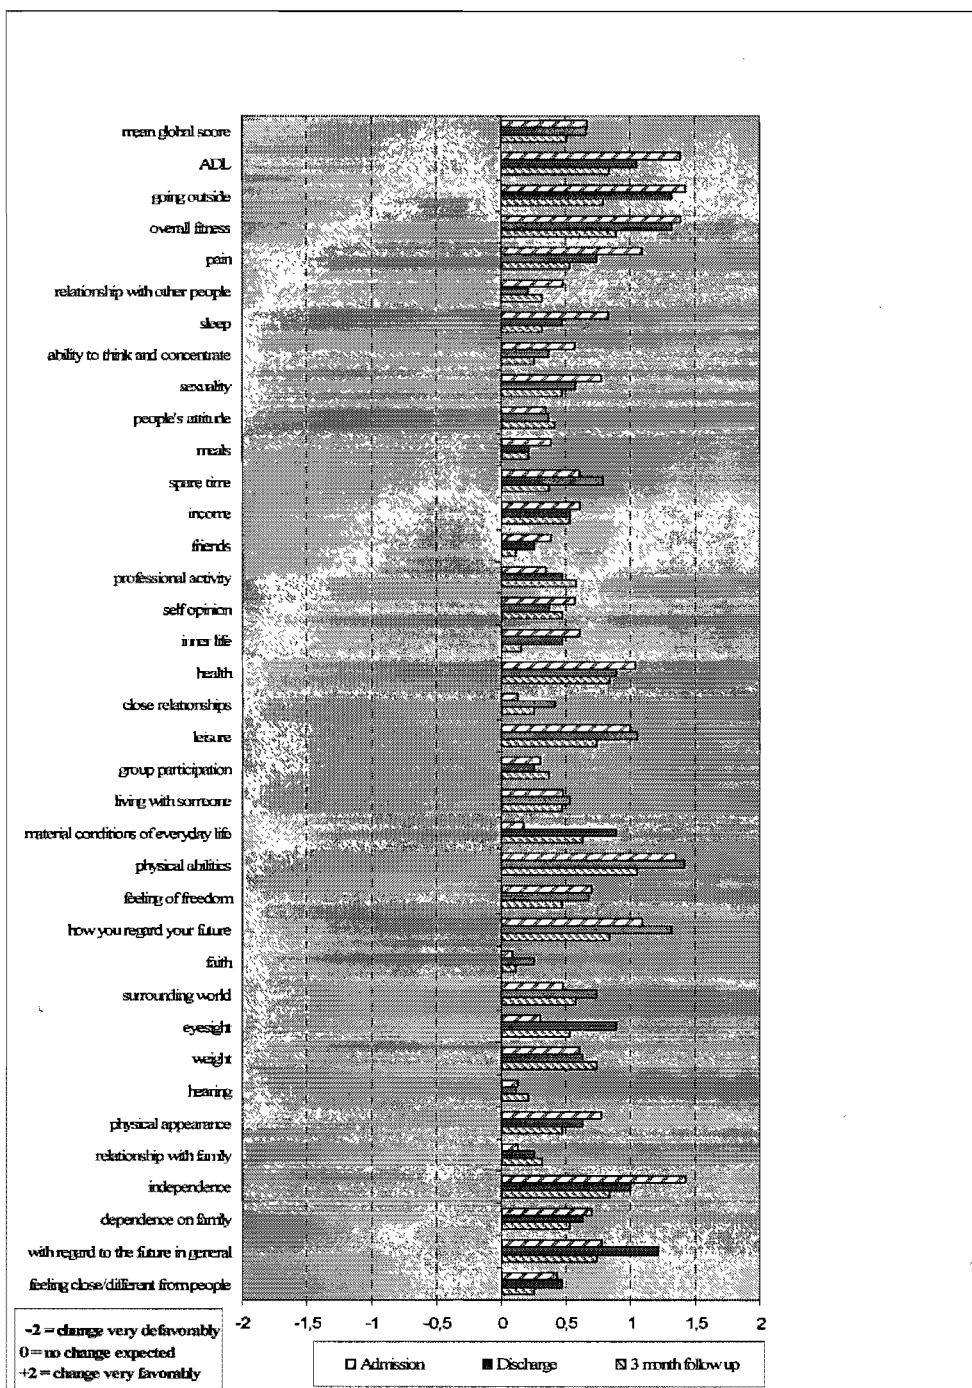 mean global score
ADL
going outside
overall fitness
pain
relationship with other people
sleep
ability to think and concentrate
sexuality
people's attitude
meals
spare time
income
friends
professional activity
self opinion
inner life
health
close relationships
leisure
group participation
living with someone
material conditions of everyday life
physical abilities
feeling of freedom
how you regard your future
faith
surrounding world
eyesight
weight
hearing
physical appearance
relationship with family
independence
dependence on family
with regard to the future in general
feeling close/different from people
-2 -1,5 -1 -0,5 0 0,5 1 1,5 2
-2 = change very defavorably
0 = no change expected
+2 = change very favorably
Admission Discharge 3 month follow up